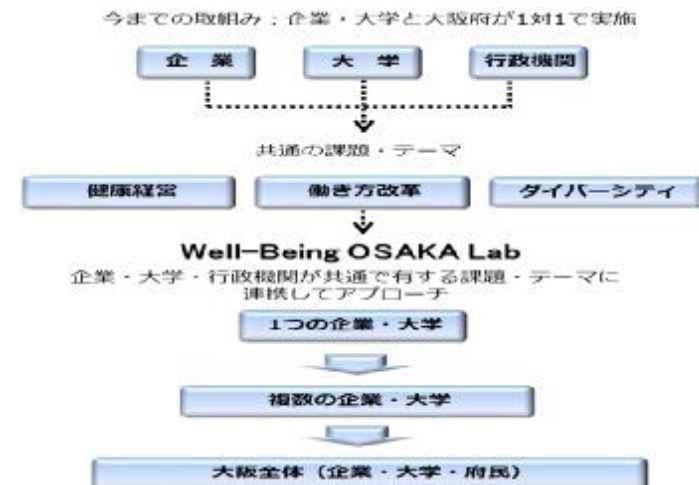 今までの取組み：企業・大学と大阪府が1対1で実施
企　業
大　学
行政機関
共通の課題・テーマ
健康経営
働き方改革
ダイバーシティ
Well-Being OSAKA Lab
企業・大学・行政機関が共通で有する課題・テーマに
連携してアプローチ
1つの企業・大学
複数の企業・大学
大阪全体（企業・大学・府民）